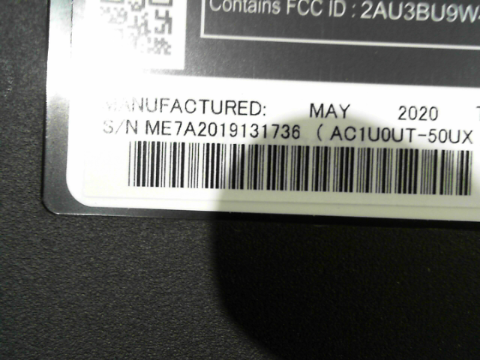 Contains FCC ID : 2AU3BU9W
MANUFACTURED: MAY 2020
S/N ME7A2019131736 ( AC1U0UT-50UX